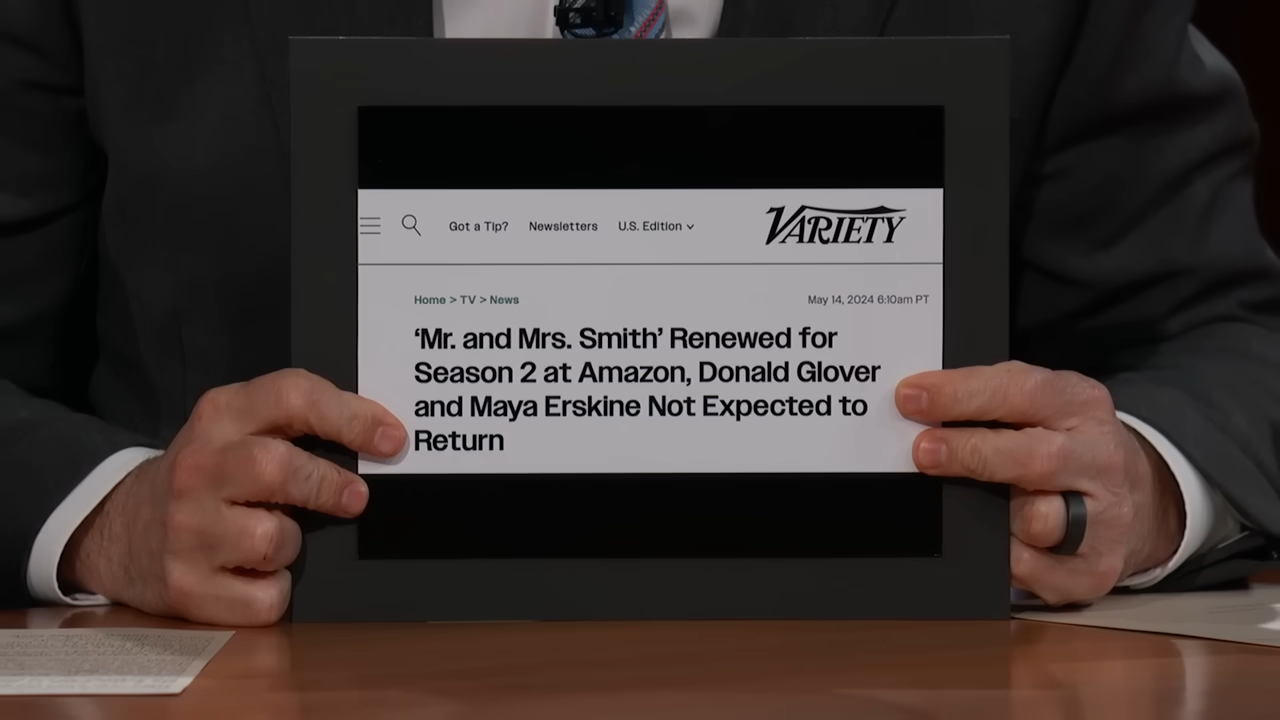 Got a Tip? Newsletters U.S. Edition VARIETY
Home > TV > News May 14, 2024 6:10am PT
‘Mr. and Mrs. Smith’ Renewed for
Season 2 at Amazon, Donald Glover
and Maya Erskine Not Expected to
Return